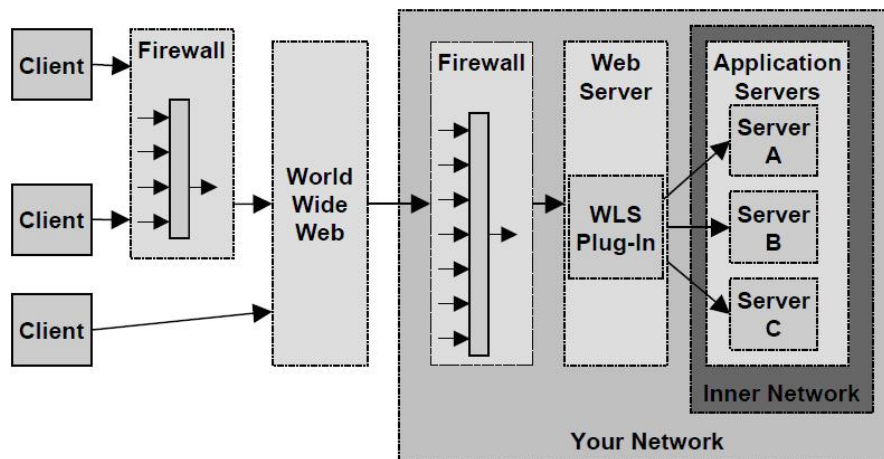 Client
Client
Client
Firewall
World
Wide
Web
Firewall
Web
Server
WLS
Plug-In
Application
Servers
Server
A
Server
B
Server
C
Inner Network
Your Network